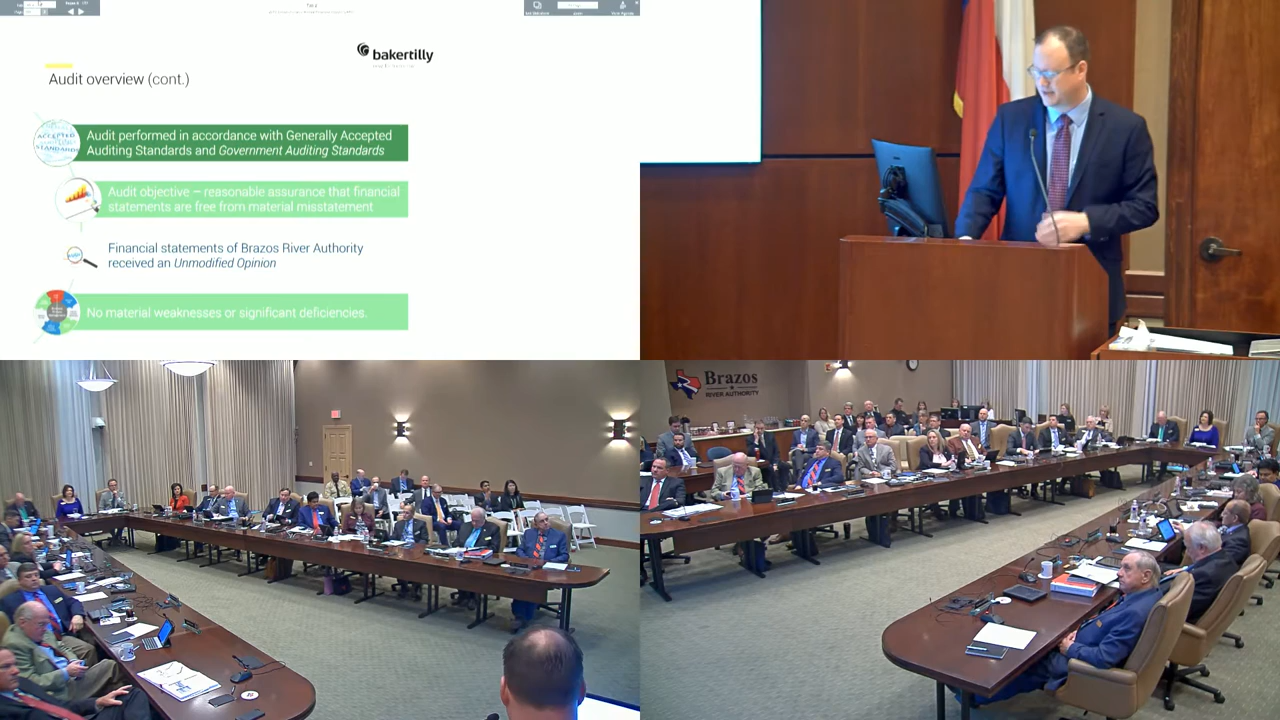 bakertilly
Audit overview (cont.)
ACCEPTED
STANDARDS
Audit performed in accordance with Generally Accepted
Auditing Standards and Government Auditing Standards
Audit objective – reasonable assurance that financial
statements are free from material misstatement
Financial statements of Brazos River Authority
received an Unmodified Opinion
No material weaknesses or significant deficiencies.
Brazos
RIVER AUTHORITY